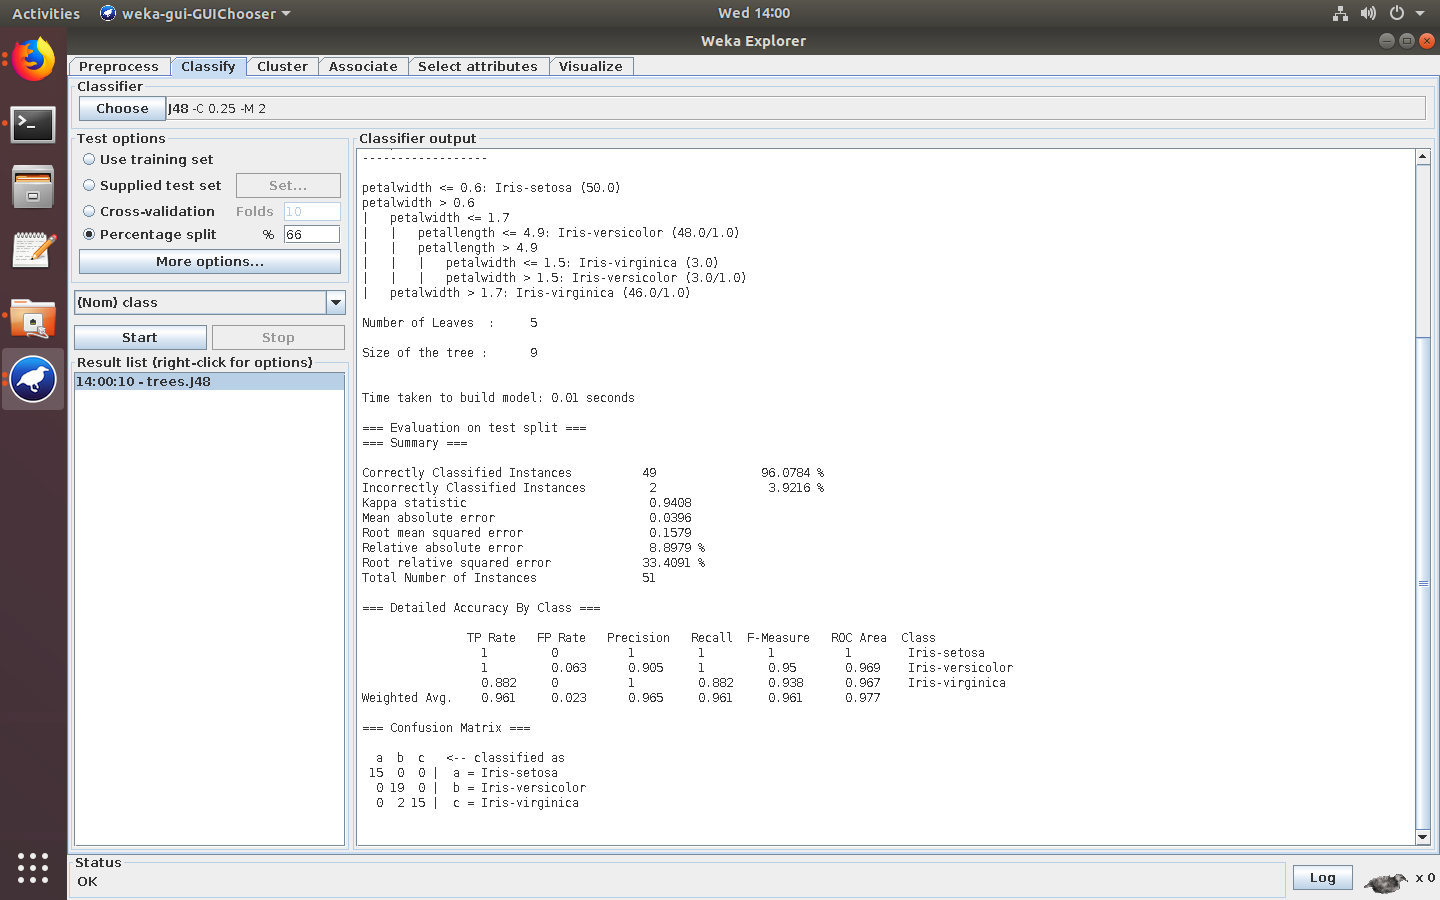 Activities weka-gui-GUIChooser Wed 14:00
Weka Explorer
Preprocess Classify Cluster Associate Select attributes Visualize
Classifier
Choose J48 -C 0.25 -M 2
Test options
Use training set
Supplied test set Set...
Cross-validation Folds 10
Percentage split % 66
More options...
(Nom) class
Start Stop
Result list (right-click for options)
14:00:10 - trees.J48
Classifier output
------------------
petalwidth <= 0.6: Iris-setosa (50.0)
petalwidth > 0.6
|   petalwidth <= 1.7
|   |   petallength <= 4.9: Iris-versicolor (48.0/1.0)
|   |   petallength > 4.9
|   |   |   petalwidth <= 1.5: Iris-virginica (3.0)
|   |   |   petalwidth > 1.5: Iris-versicolor (3.0/1.0)
|   petalwidth > 1.7: Iris-virginica (46.0/1.0)
Number of Leaves  :     5
Size of the tree :      9
Time taken to build model: 0.01 seconds
=== Evaluation on test split ===
=== Summary ===
Correctly Classified Instances          49               96.0784 %
Incorrectly Classified Instances         2                3.9216 %
Kappa statistic                          0.9408
Mean absolute error                      0.0396
Root mean squared error                  0.1579
Relative absolute error                  8.8979 %
Root relative squared error             33.4091 %
Total Number of Instances               51
=== Detailed Accuracy By Class ===
TP Rate   FP Rate   Precision   Recall  F-Measure   ROC Area  Class
1         0          1         1         1          1        Iris-setosa
1         0.063      0.905     1         0.95       0.969    Iris-versicolor
0.882     0          1         0.882     0.938      0.967    Iris-virginica
Weighted Avg.    0.961     0.023      0.965     0.961     0.961      0.977
=== Confusion Matrix ===
a  b  c   <-- classified as
15  0  0 |  a = Iris-setosa
0 19  0 |  b = Iris-versicolor
0  2 15 |  c = Iris-virginica
Status
OK
Log x 0